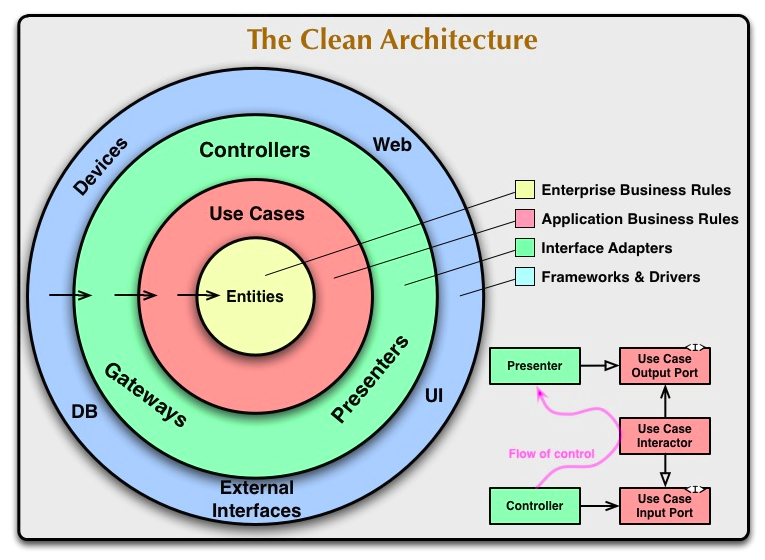 The Clean Architecture
Devices
Web
Controllers
Use Cases
Entities
Gateways
Presenters
DB
UI
External
Interfaces
Enterprise Business Rules
Application Business Rules
Interface Adapters
Frameworks & Drivers
Presenter
<I>
Use Case
Output Port
Use Case
Interactor
Flow of control
Controller
<I>
Use Case
Input Port